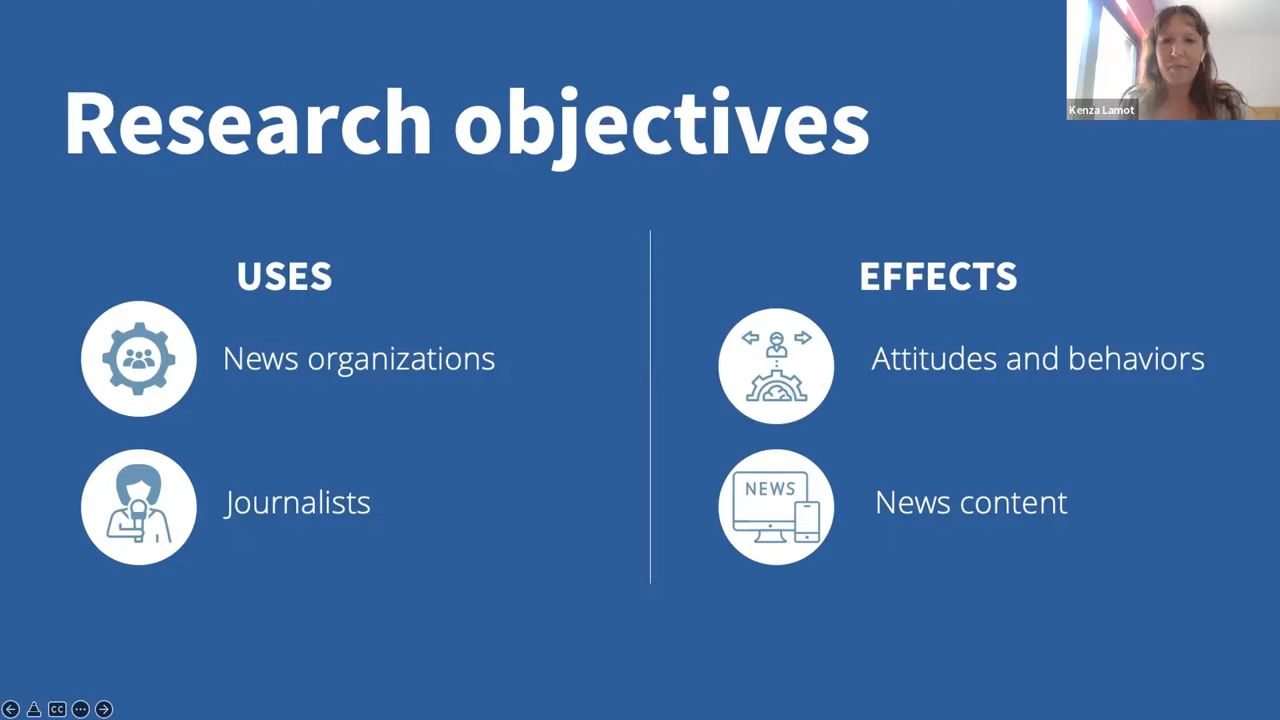 Research objectives
Kenza Lamot
USES
News organizations
Journalists
EFFECTS
Attitudes and behaviors
NEWS
News content
CC